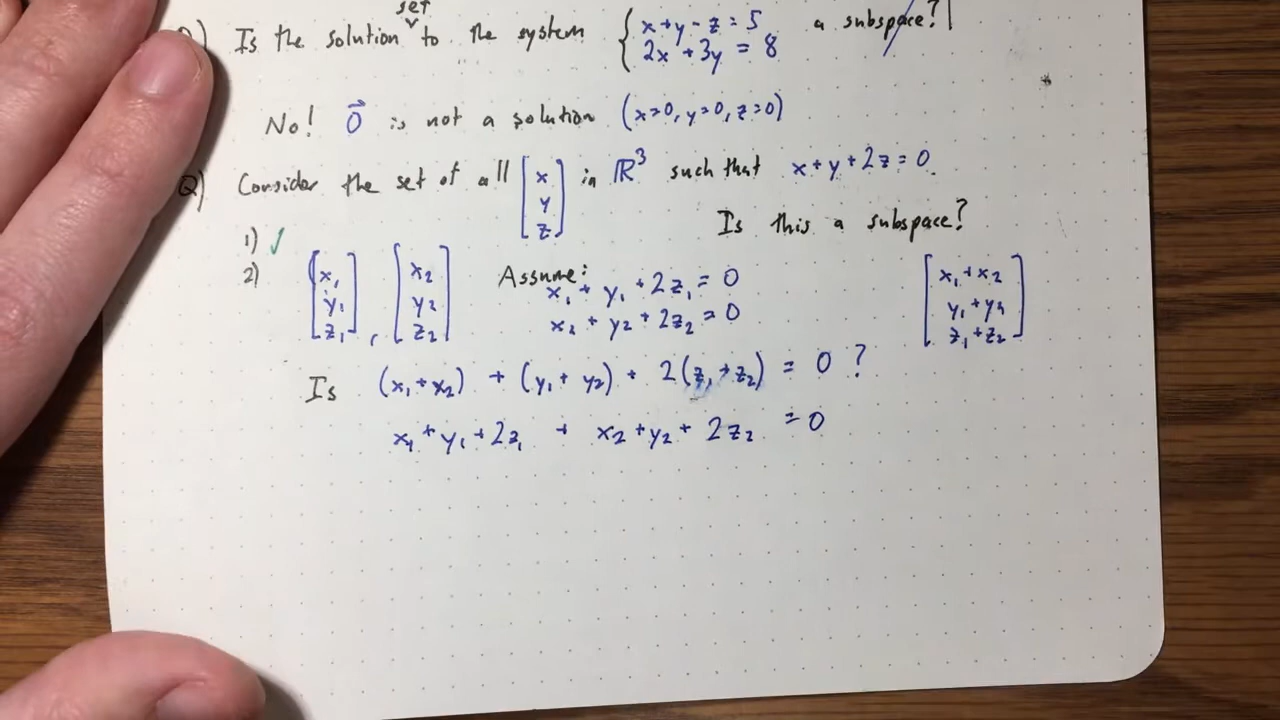 Q) Is the solution set to the system { x+y-z=5 a subspace?
2x+3y = 8
No! 0⃗ is not a solution (x=0, y=0, z=0)
Q) Consider the set of all [x y z] in ℝ³ such that x+y+2z=0.
Is this a subspace?
1) ✓
2) [x₁ y₁ z₁], [x₂ y₂ z₂] Assume: x₁+y₁+2z₁=0 [x₁+x₂ y₁+y₂ z₁+z₂]
x₂+y₂+2z₂=0
Is (x₁+x₂) + (y₁+y₂) + 2(z₁+z₂) = 0 ?
x₁+y₁+2z₁ + x₂+y₂+2z₂ =0